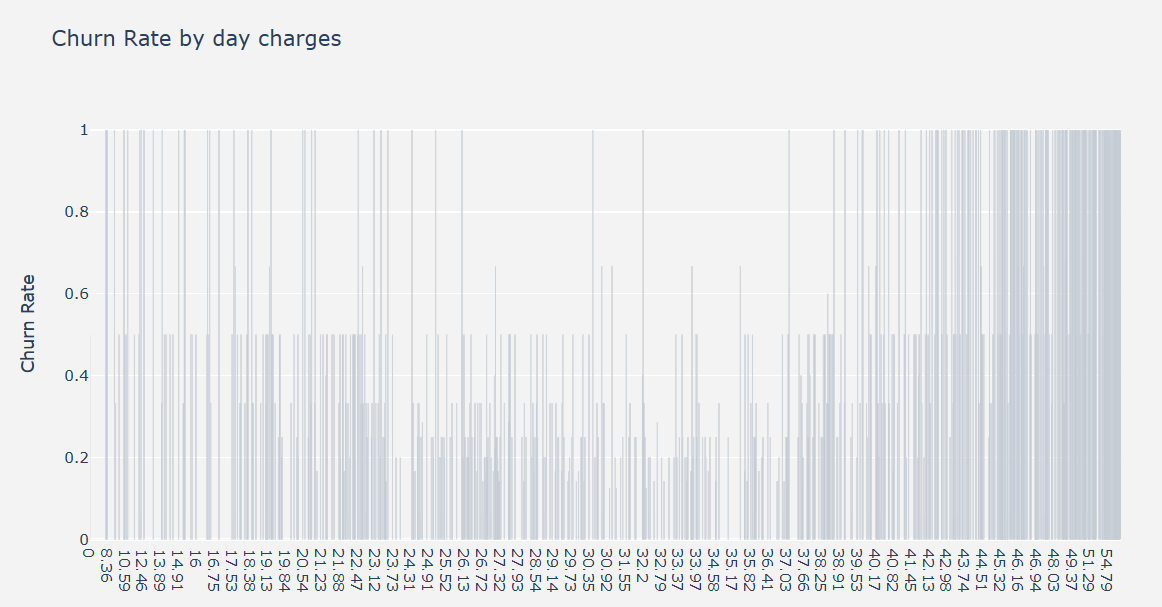 Churn Rate by day charges
Churn Rate
1
0.8
0.6
0.4
0.2
0
0 8.36 10.59 12.46 13.89 14.91 16 16.75 17.53 18.38 19.13 19.84 20.54 21.23 21.88 22.47 23.12 23.73 24.31 24.91 25.52 26.13 26.72 27.32 27.93 28.54 29.14 29.73 30.35 30.92 31.55 32.2 32.79 33.37 33.97 34.58 35.17 35.82 36.41 37.03 37.66 38.25 38.91 39.53 40.17 40.82 41.45 42.13 42.98 43.74 44.51 45.32 46.16 46.94 48.03 49.37 51.29 54.79